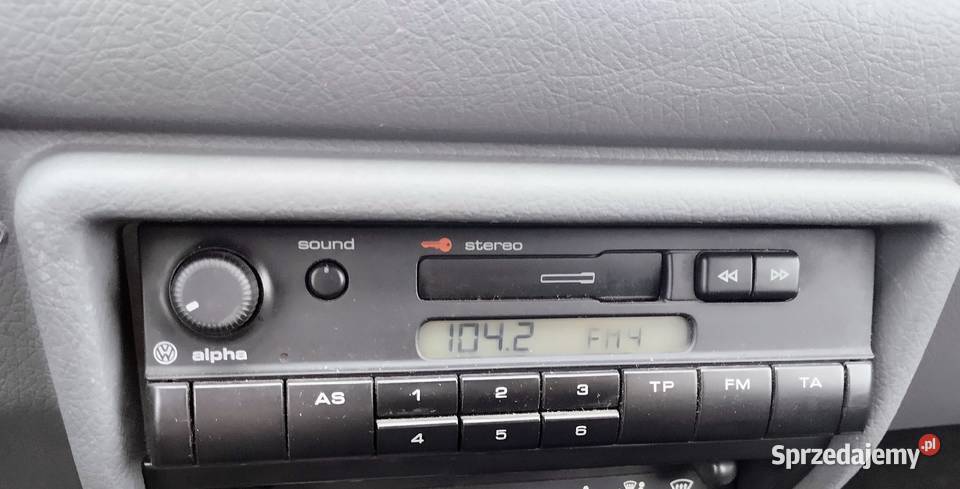 sound
stereo
alpha
104.2 FM4
AS 1 2 3 TP FM TA
4 5 6
Sprzedajemy.pl